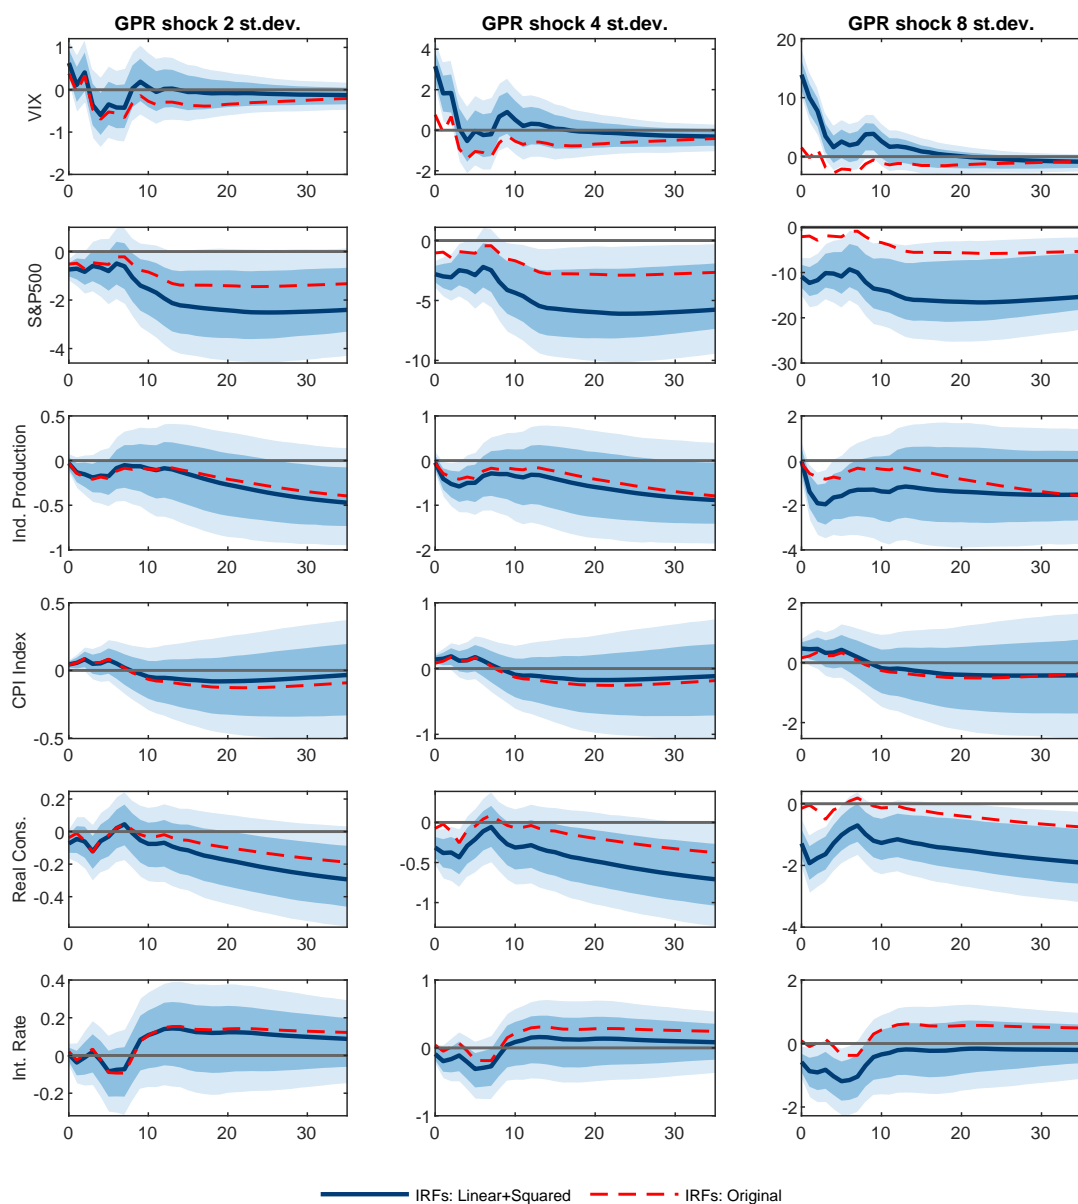 GPR shock 2 st.dev. GPR shock 4 st.dev. GPR shock 8 st.dev.
VIX
1
0
-1
-2
0 10 20 30
4
2
0
-2
0 10 20 30
20
10
0
0 10 20 30
S&P500
0
-2
-4
0 10 20 30
0
-5
-10
0 10 20 30
0
-10
-20
-30
0 10 20 30
Ind. Production
0.5
0
-0.5
-1
0 10 20 30
1
0
-1
-2
0 10 20 30
2
0
-2
-4
0 10 20 30
CPI Index
0.5
0
-0.5
0 10 20 30
1
0
-1
0 10 20 30
2
0
-2
0 10 20 30
Real Cons.
0.2
0
-0.2
-0.4
0 10 20 30
0.5
0
-0.5
-1
0 10 20 30
0
-2
-4
0 10 20 30
Int. Rate
0.4
0.2
0
-0.2
0 10 20 30
1
0
-1
0 10 20 30
2
0
-2
0 10 20 30
IRFs: Linear+Squared IRFs: Original